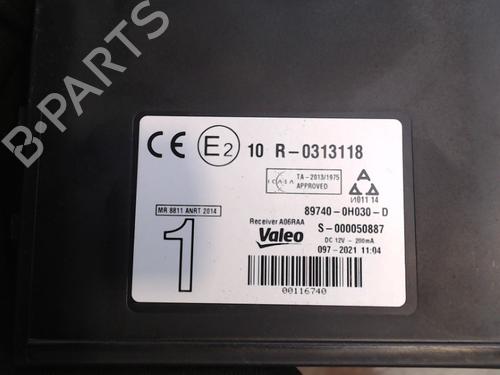 B-PARTS
CE E2 10 R-0313118
ICASA TA-2013/1975
APPROVED
MR 8811 ANRT 2014
89740-0H030-D
Receiver A06RAA
S-000050887
1
Valeo
DC 12V - 200mA
097-2021 11:04
00116740